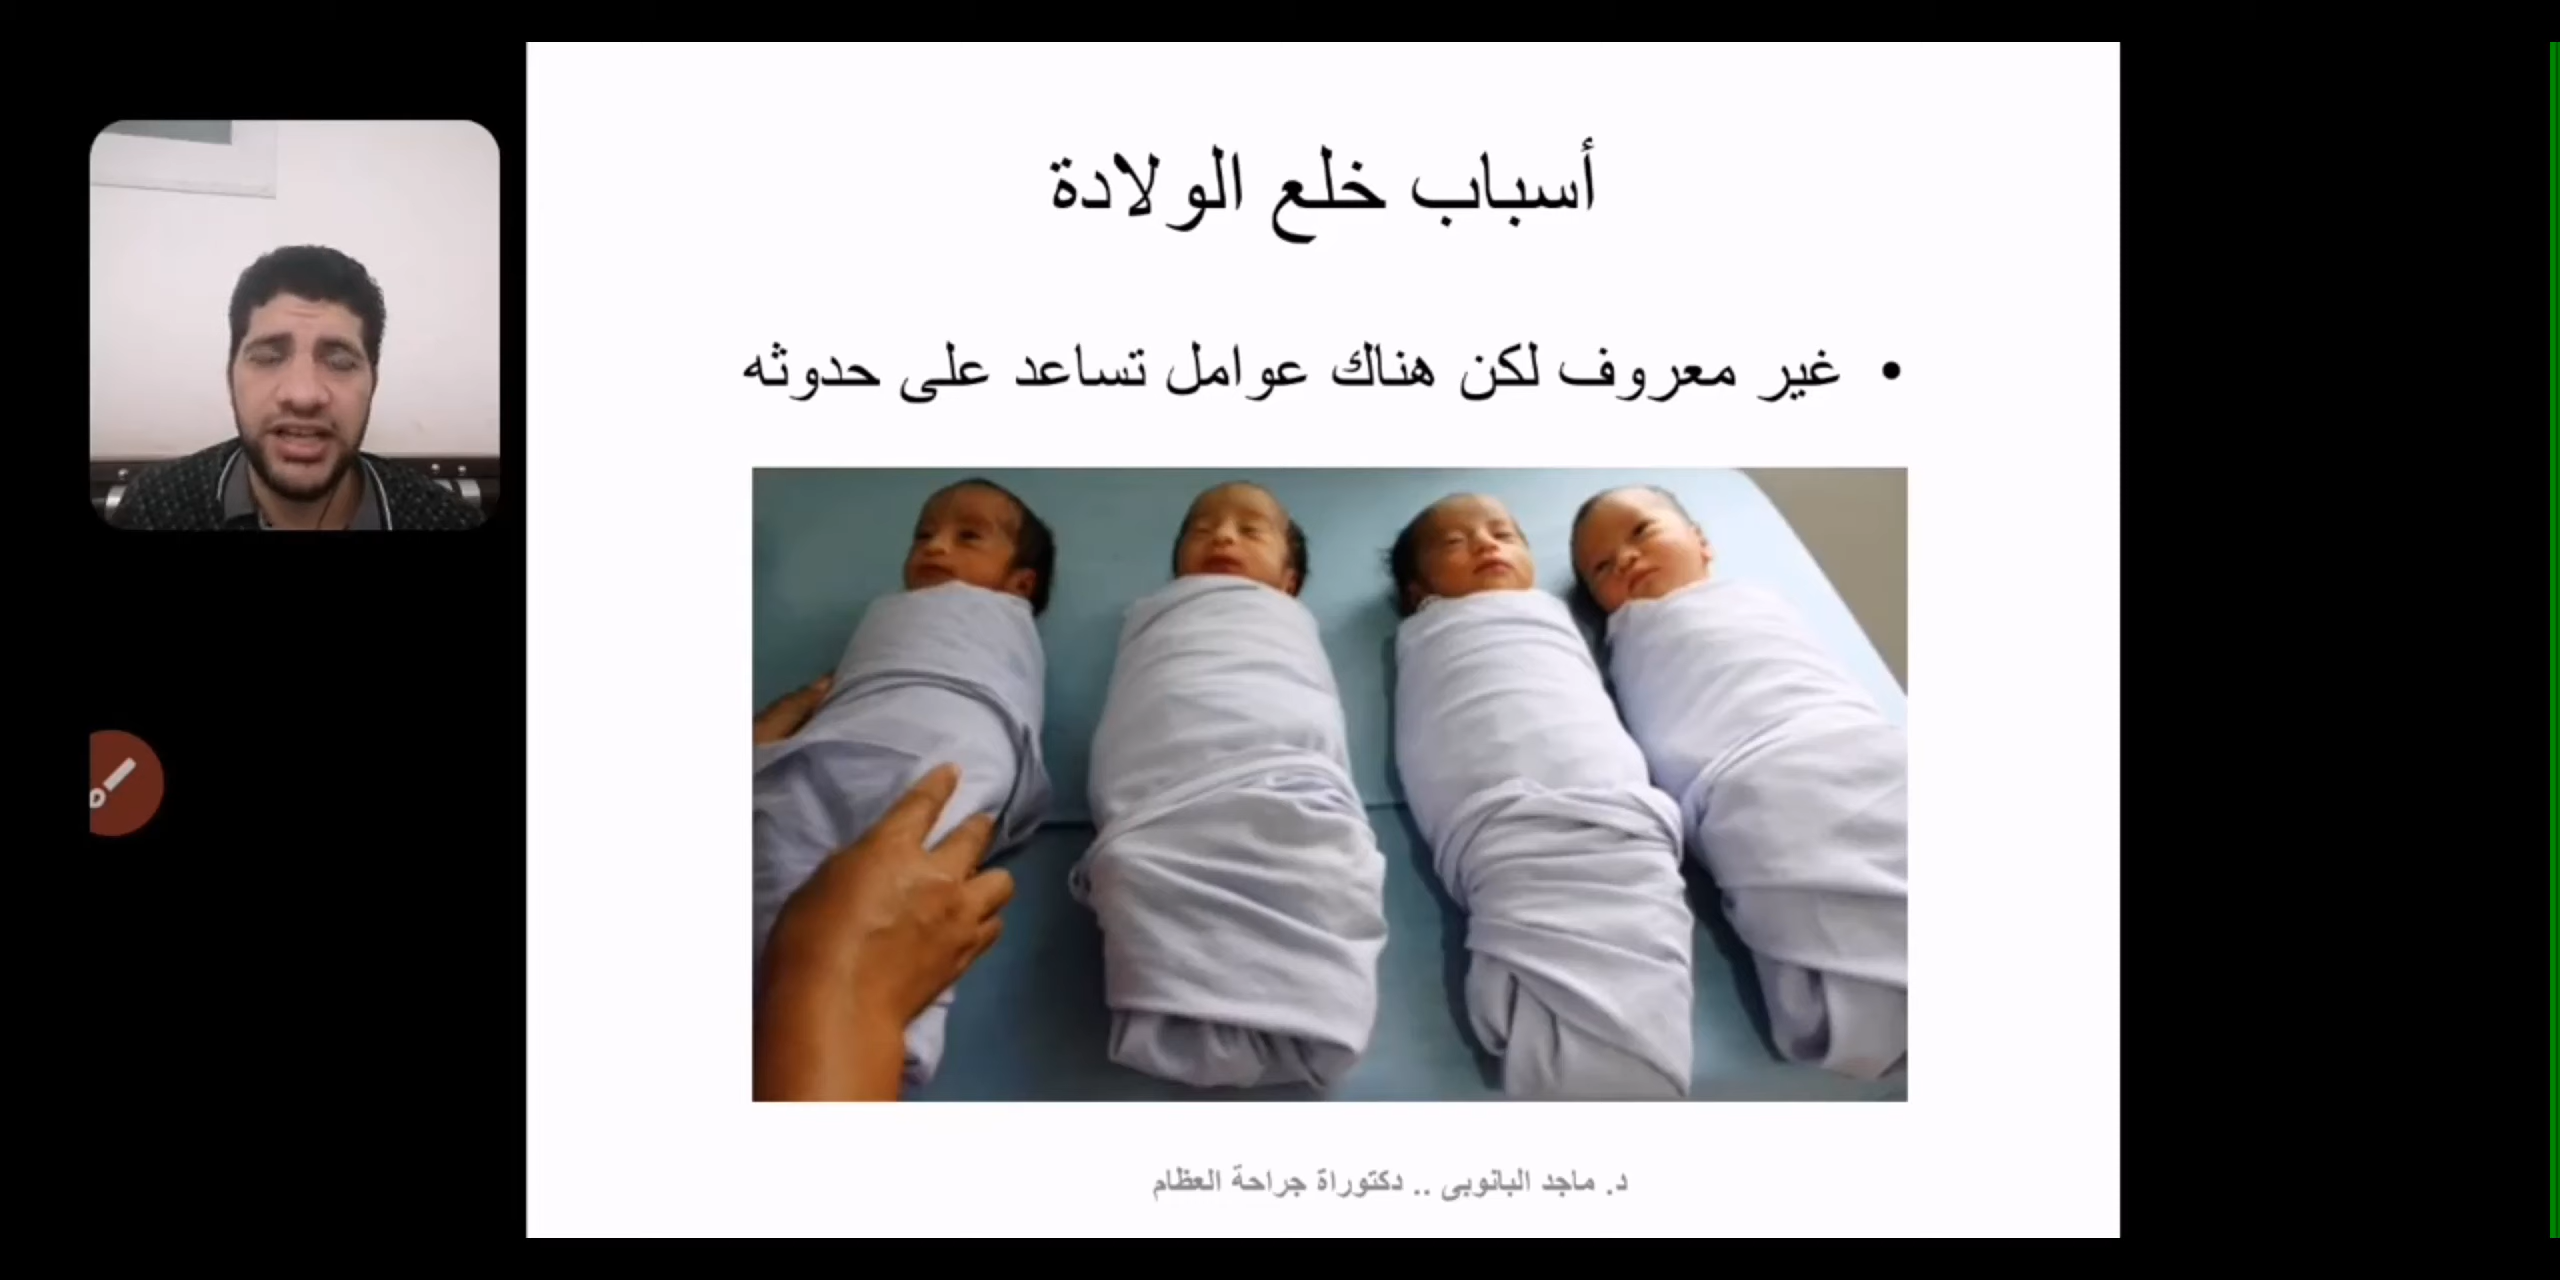 أسباب خلع الولادة
• غير معروف لكن هناك عوامل تساعد على حدوثه
د. ماجد البانوبى .. دكتوراة جراحة العظام